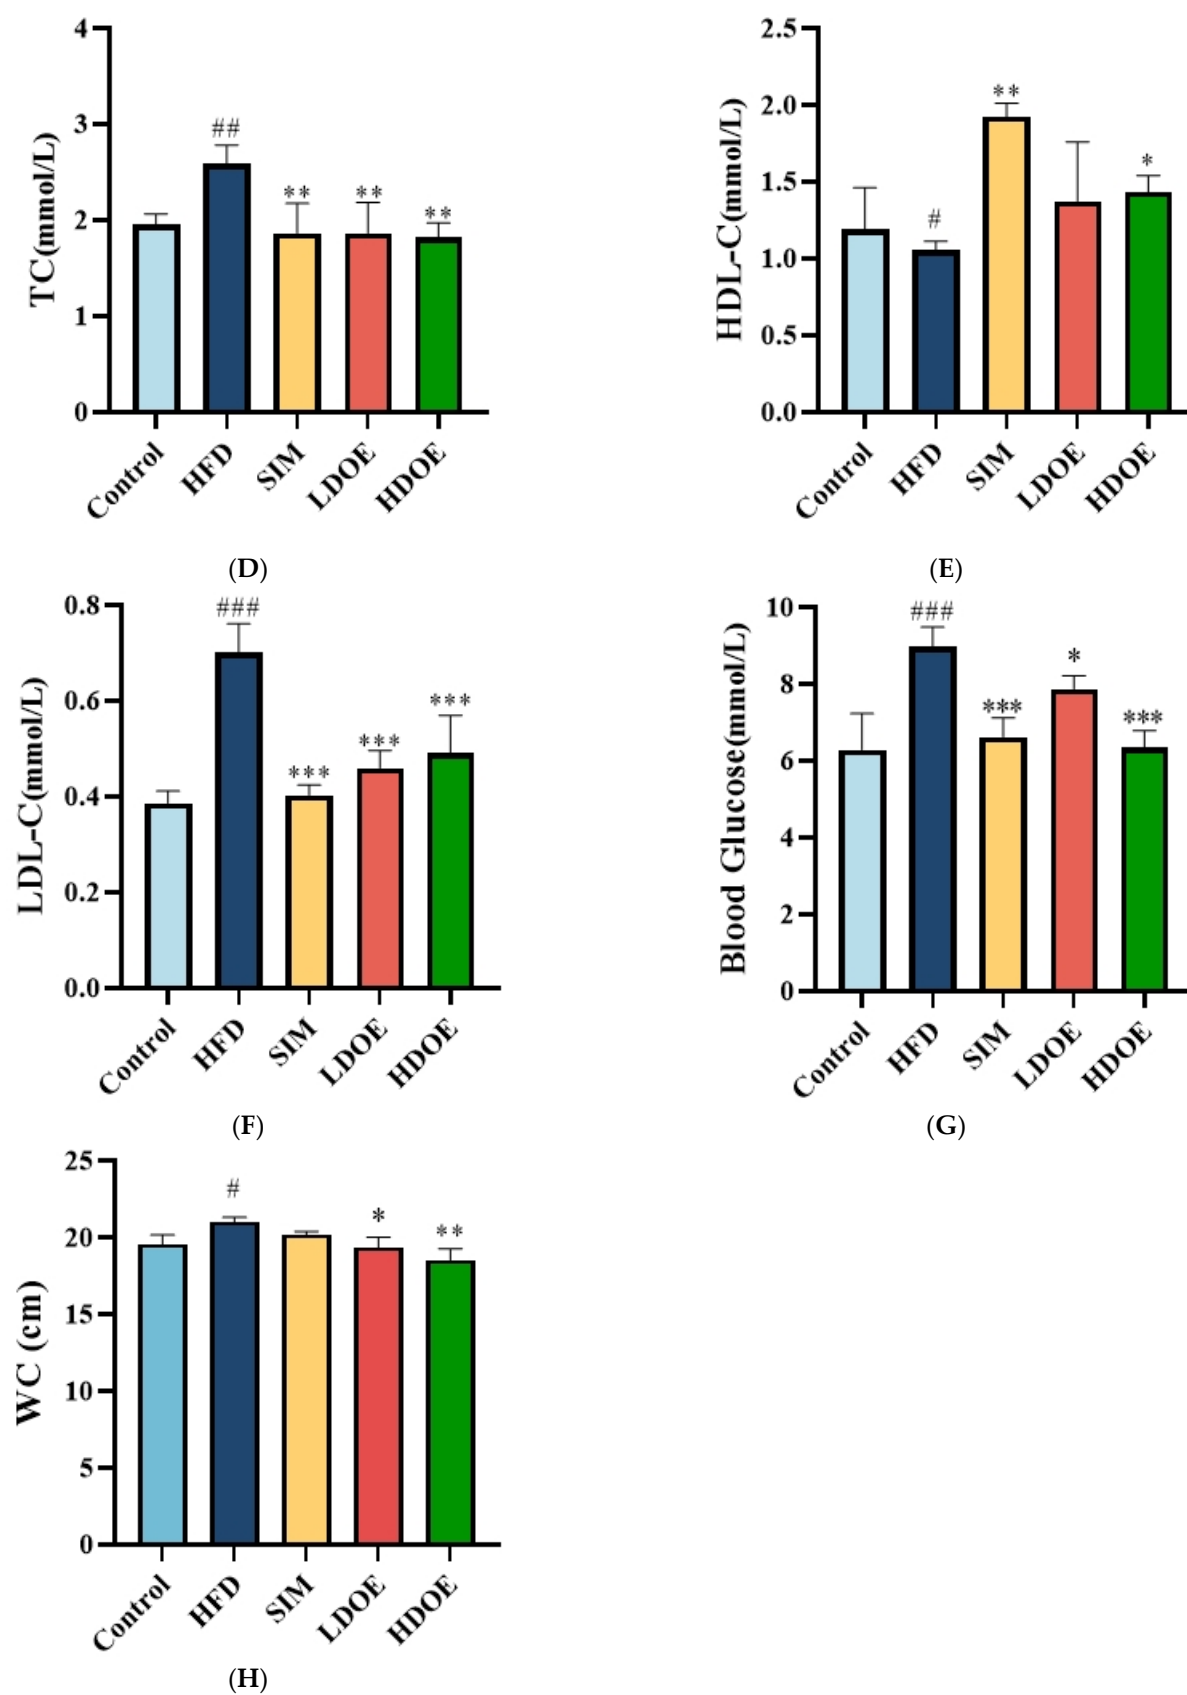 TC(mmol/L)
4
3
2
1
0
##
**
**
**
Control
HFD
SIM
LDOE
HDOE
(D)
HDL-C(mmol/L)
2.5
2.0
1.5
1.0
0.5
0.0
#
**
*
Control
HFD
SIM
LDOE
HDOE
(E)
LDL-C(mmol/L)
0.8
0.6
0.4
0.2
0.0
###
***
***
***
Control
HFD
SIM
LDOE
HDOE
(F)
Blood Glucose(mmol/L)
10
8
6
4
2
0
###
***
*
***
Control
HFD
SIM
LDOE
HDOE
(G)
WC (cm)
25
20
15
10
5
0
#
*
**
Control
HFD
SIM
LDOE
HDOE
(H)